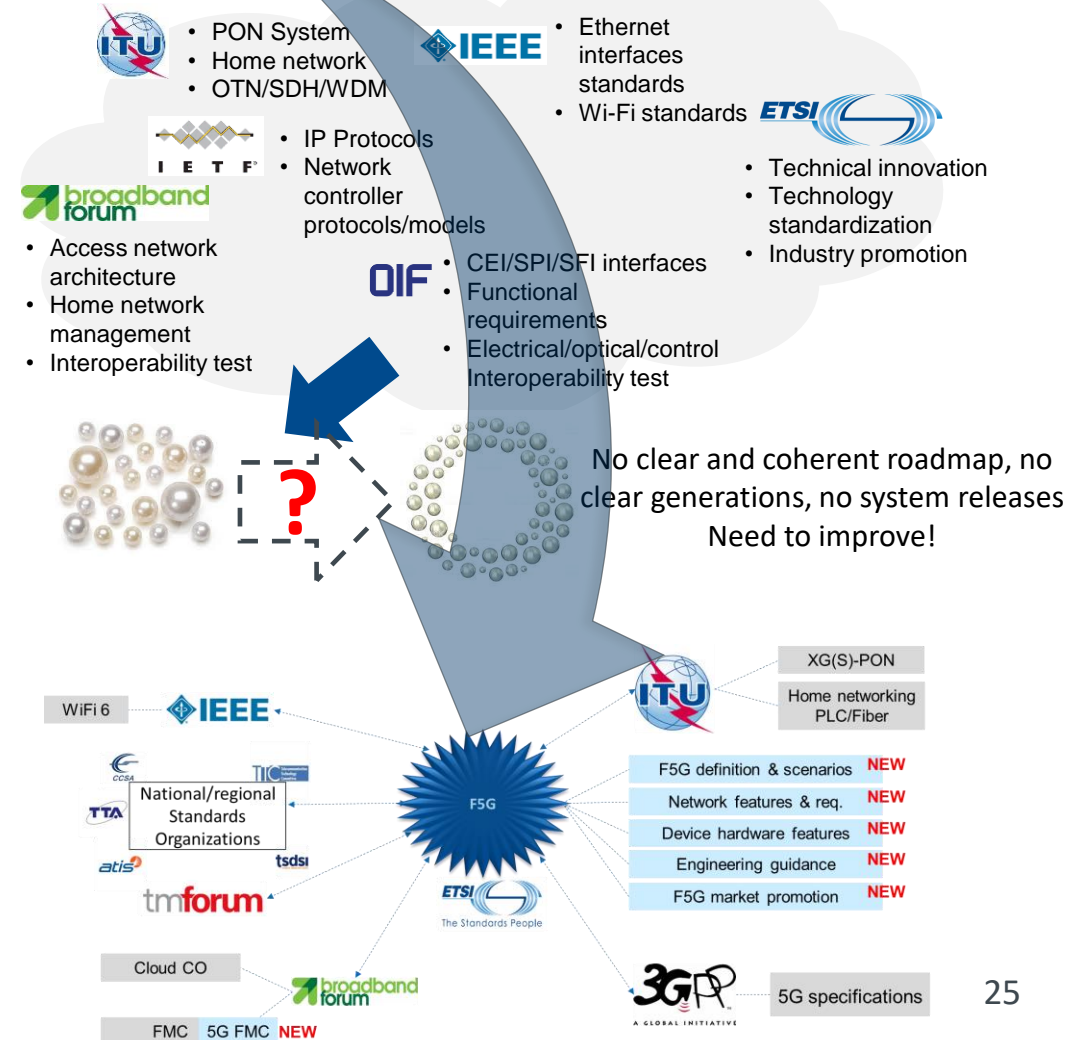 ITU
• PON System
• Home network
• OTN/SDH/WDM
IEEE
• Ethernet
interfaces
standards
• Wi-Fi standards
ETSI
• Technical innovation
• Technology
standardization
• Industry promotion
I E T F®
• IP Protocols
• Network
controller
protocols/models
broadband
forum
• Access network
architecture
• Home network
management
• Interoperability test
OIF
• CEI/SPI/SFI interfaces
• Functional
requirements
• Electrical/optical/control
Interoperability test
?
No clear and coherent roadmap, no
clear generations, no system releases
Need to improve!
WiFi 6
IEEE
ITU
XG(S)-PON
Home networking
PLC/Fiber
CCSA
TTC
TTA
National/regional
Standards
Organizations
atis
tsdsi
tmforum
F5G
ETSI
The Standards People
F5G definition & scenarios NEW
Network features & req. NEW
Device hardware features NEW
Engineering guidance NEW
F5G market promotion NEW
Cloud CO
broadband
forum
FMC 5G FMC NEW
3GPP
A GLOBAL INITIATIVE
5G specifications
25